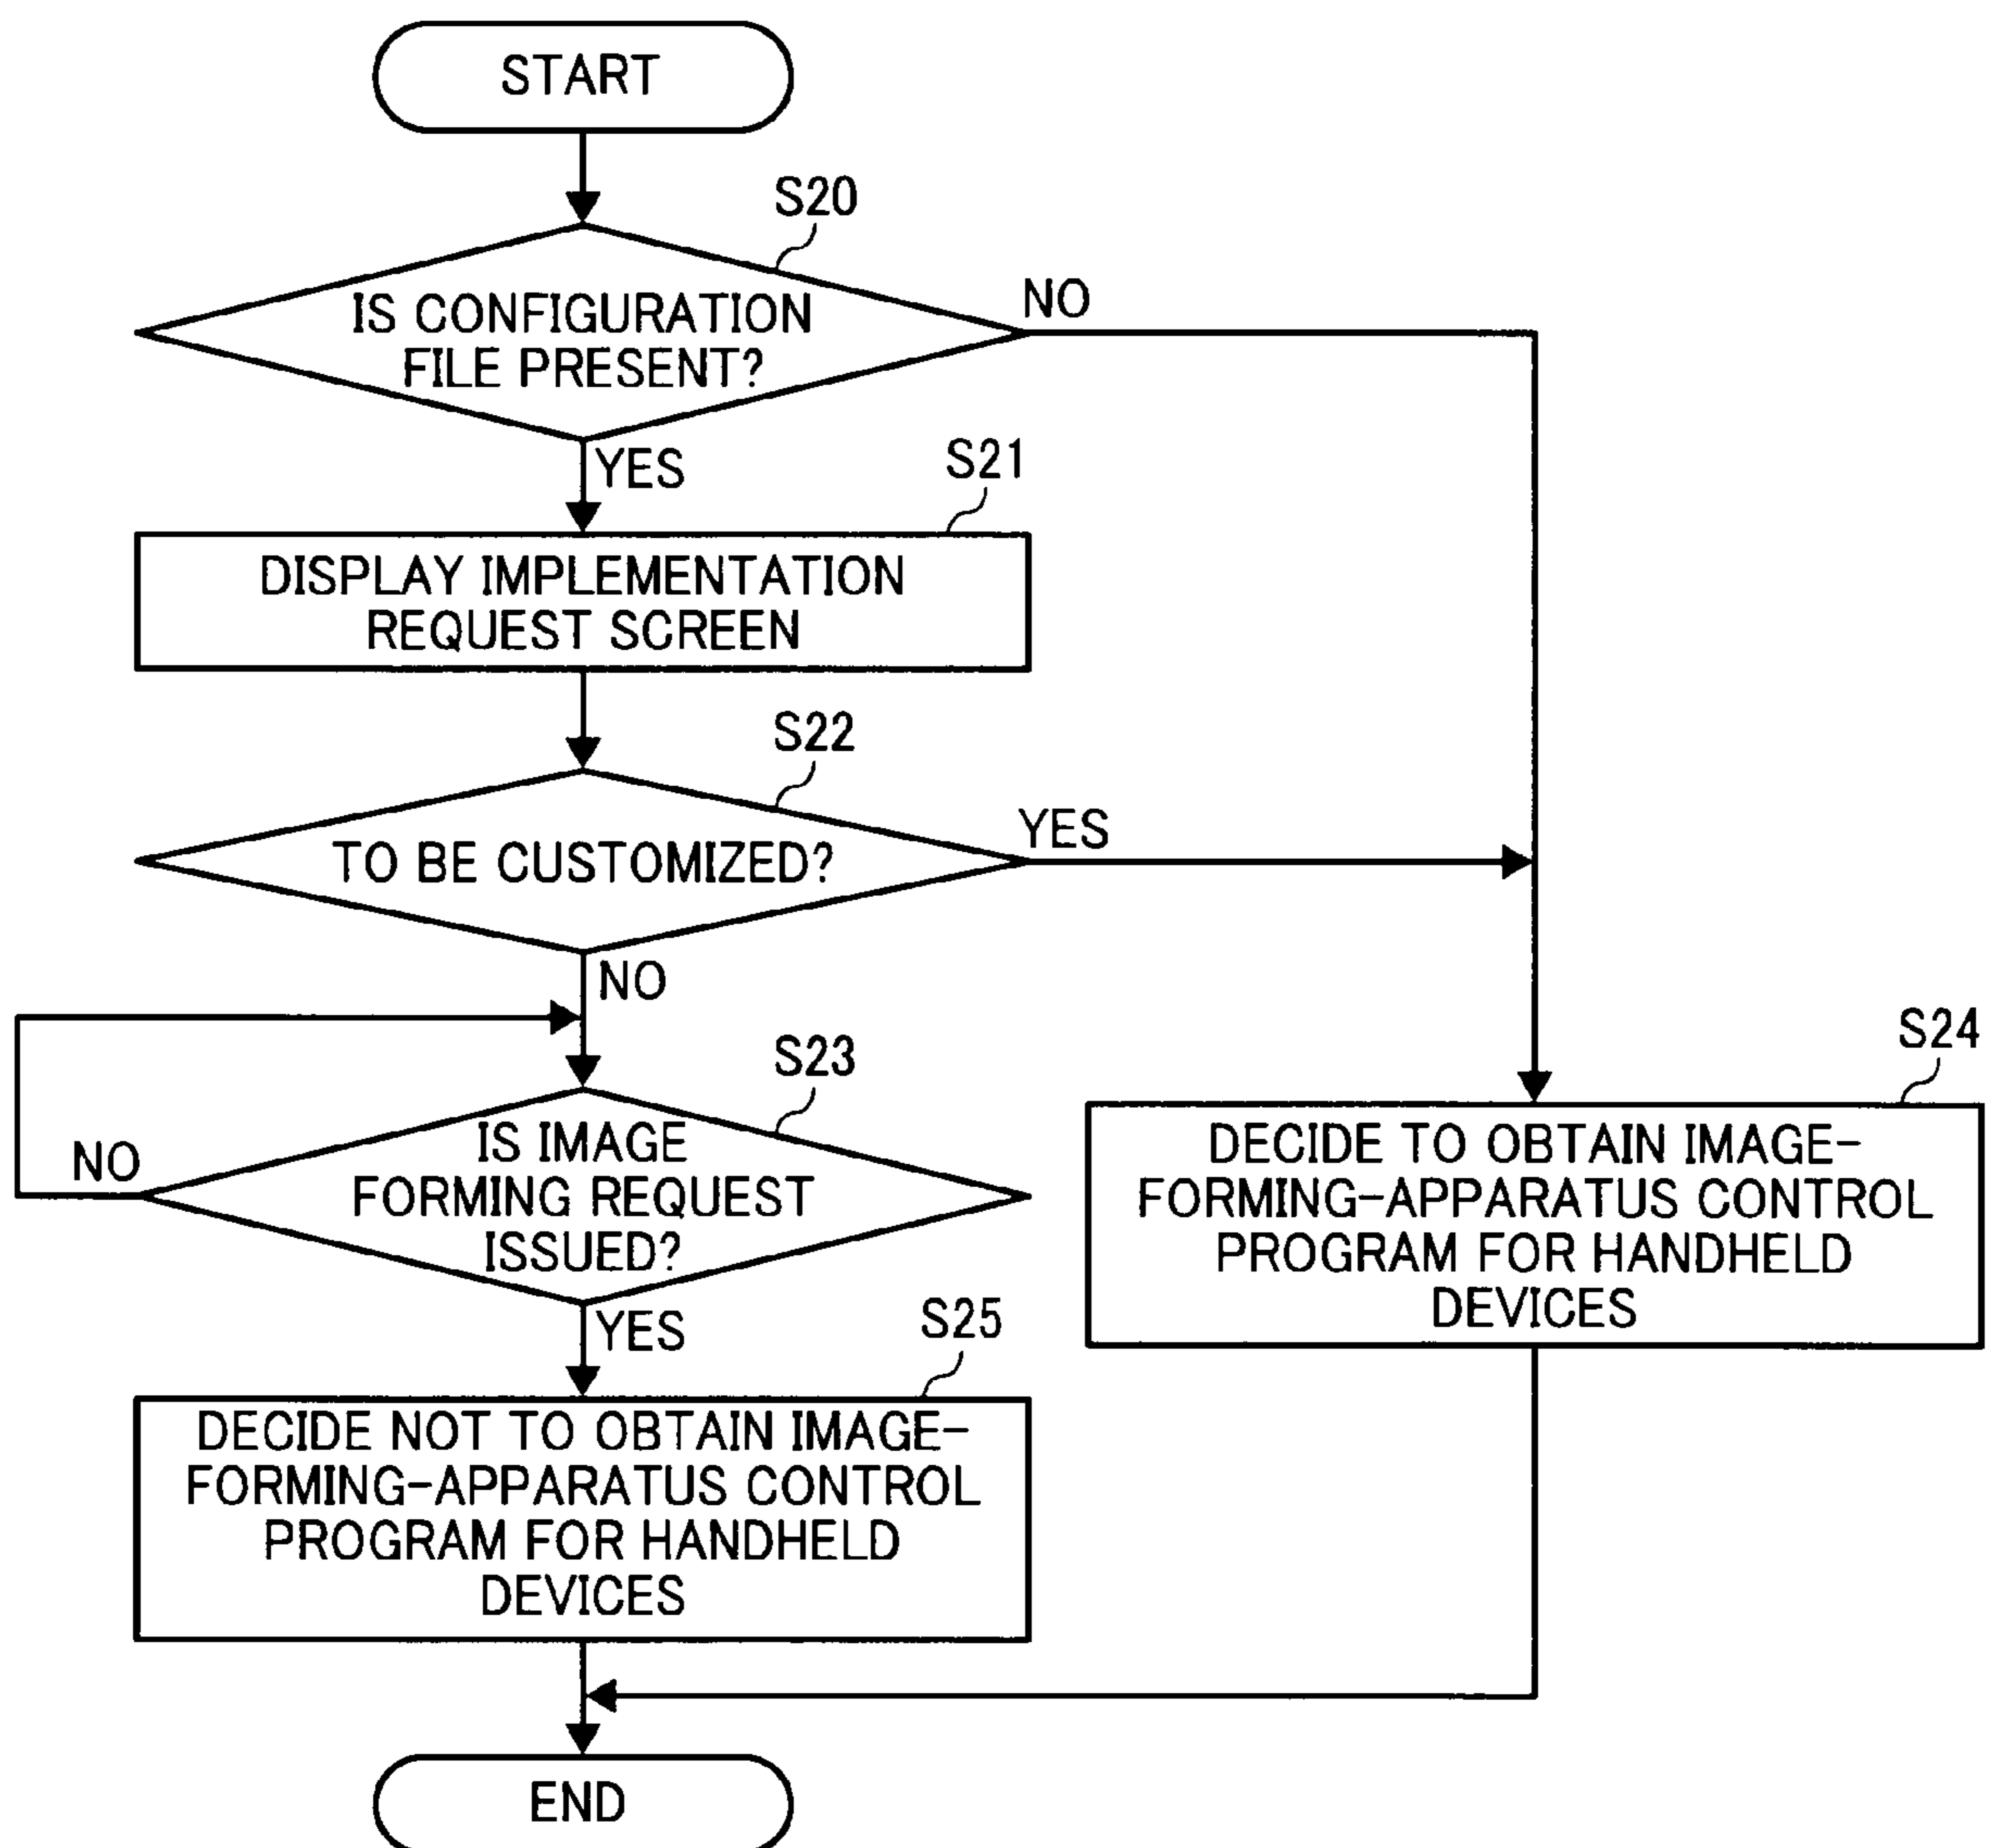 START
S20
IS CONFIGURATION
FILE PRESENT?
NO
YES
S21
DISPLAY IMPLEMENTATION
REQUEST SCREEN
S22
TO BE CUSTOMIZED?
YES
NO
S23
IS IMAGE
FORMING REQUEST
ISSUED?
NO
YES
S24
DECIDE TO OBTAIN IMAGE-
FORMING-APPARATUS CONTROL
PROGRAM FOR HANDHELD
DEVICES
S25
DECIDE NOT TO OBTAIN IMAGE-
FORMING-APPARATUS CONTROL
PROGRAM FOR HANDHELD
DEVICES
END